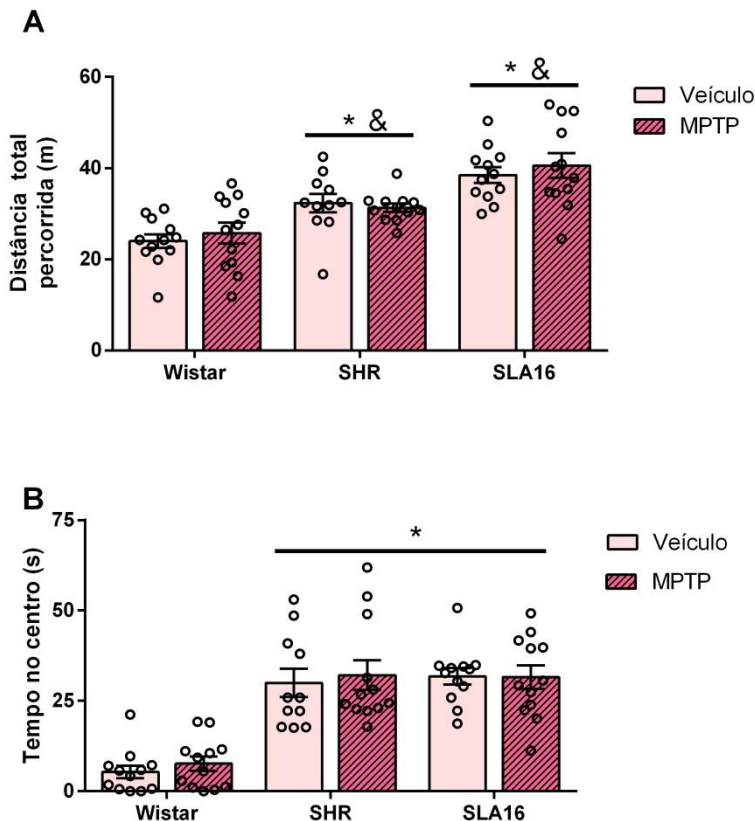 A
Distância total
percorrida (m)
60
40
20
0
* &
* &
Veículo
MPTP
Wistar
SHR
SLA16
B
Tempo no centro (s)
75
50
25
0
*
Veículo
MPTP
Wistar
SHR
SLA16